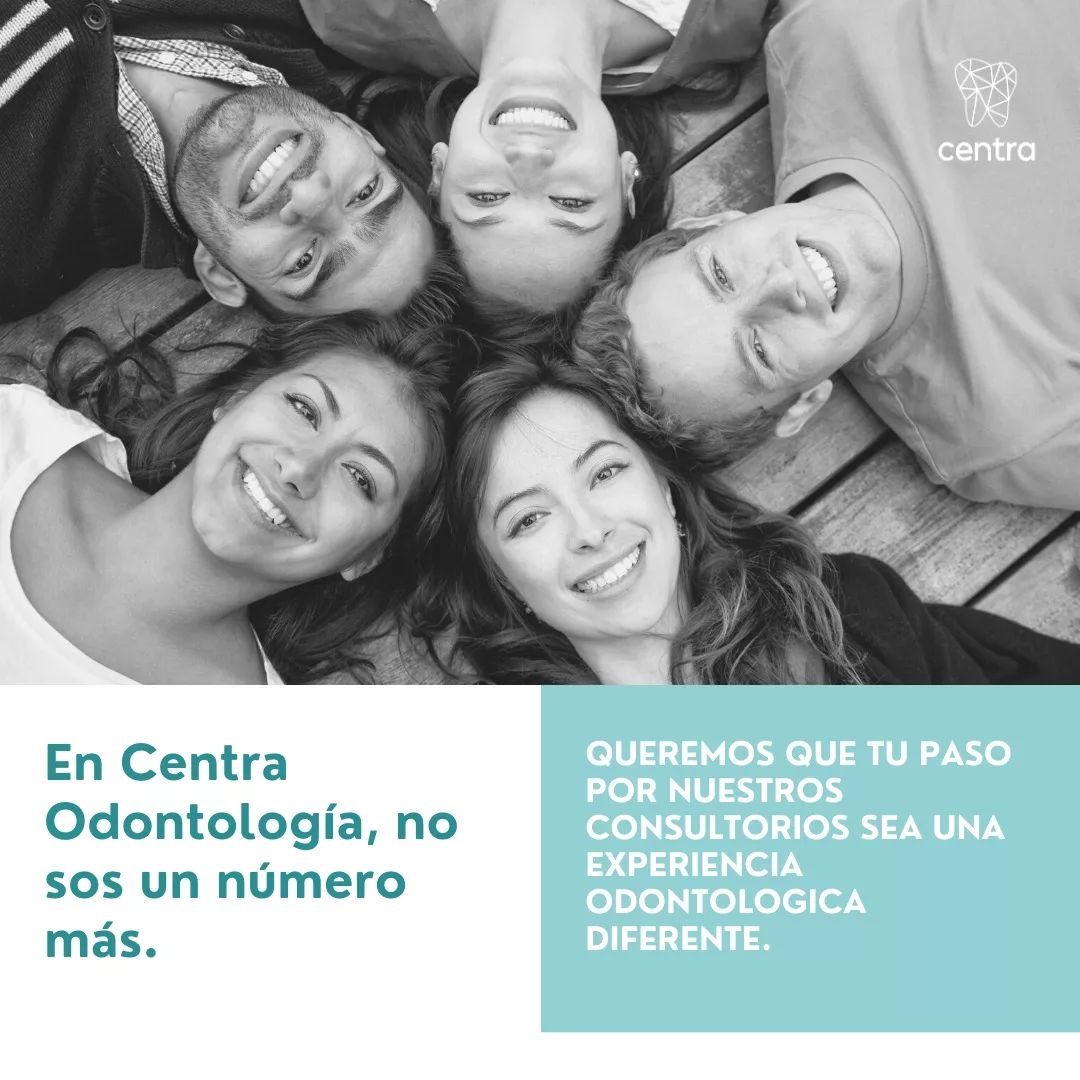 centra
En Centra
Odontología, no
sos un número
más.
QUEREMOS QUE TU PASO
POR NUESTROS
CONSULTORIOS SEA UNA
EXPERIENCIA
ODONTOLOGICA
DIFERENTE.